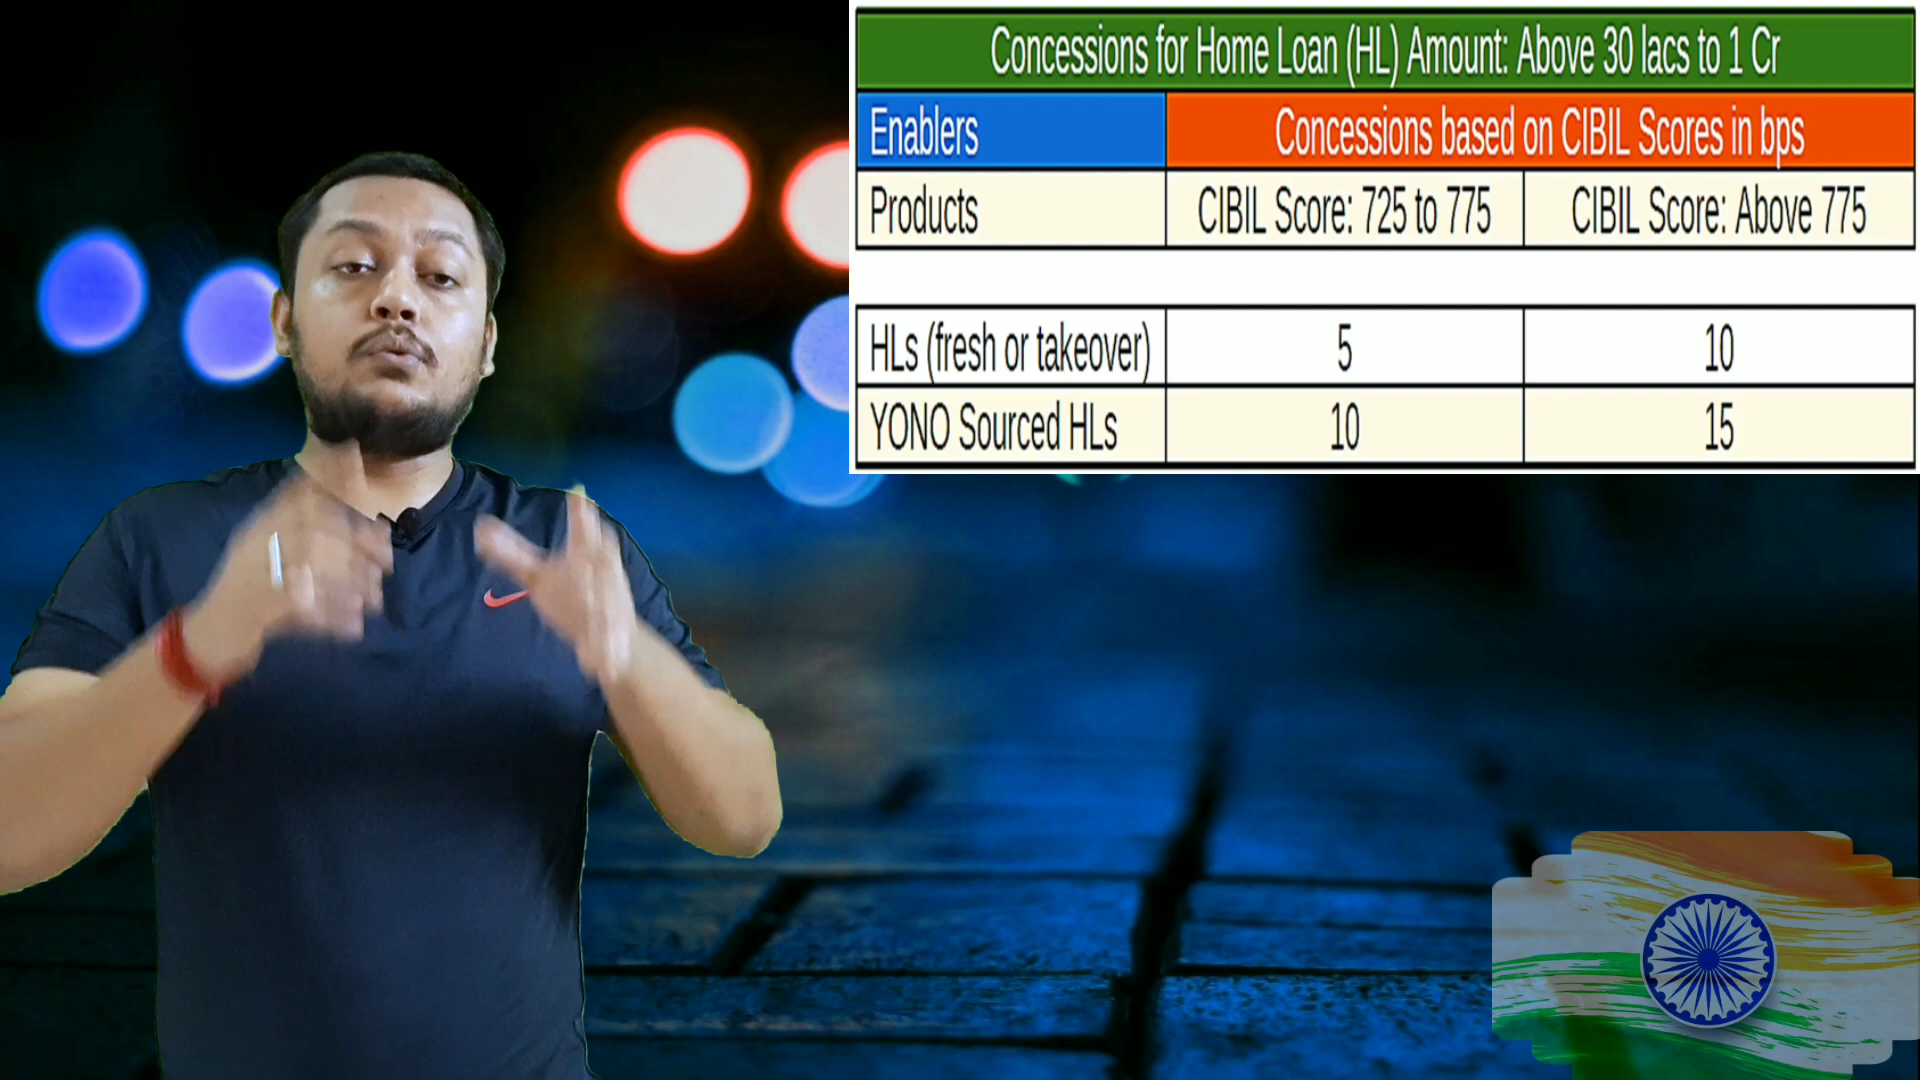 Concessions for Home Loan (HL) Amount: Above 30 lacs to 1 Cr
Enablers Concessions based on CIBIL Scores in bps
Products CIBIL Score: 725 to 775 CIBIL Score: Above 775
HLs (fresh or takeover) 5 10
YONO Sourced HLs 10 15